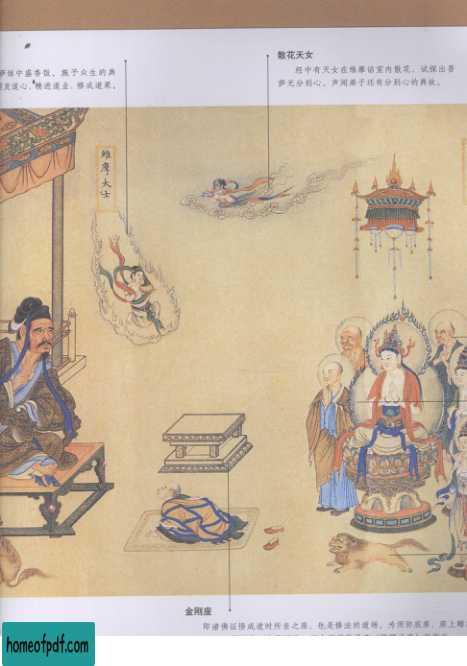 散花天女
经中有天女在维摩诘室内散花，试探出菩
萨无分别心、声闻弟子还有分别心的典故。
萨钵中盛香饭、施予众生的典
发道心，精进道业，修成道果。
維摩大士
金刚座
即诸佛证悟成道时所坐之座，也是修法的道场。为须弥底座，座上
homeofpdf.com